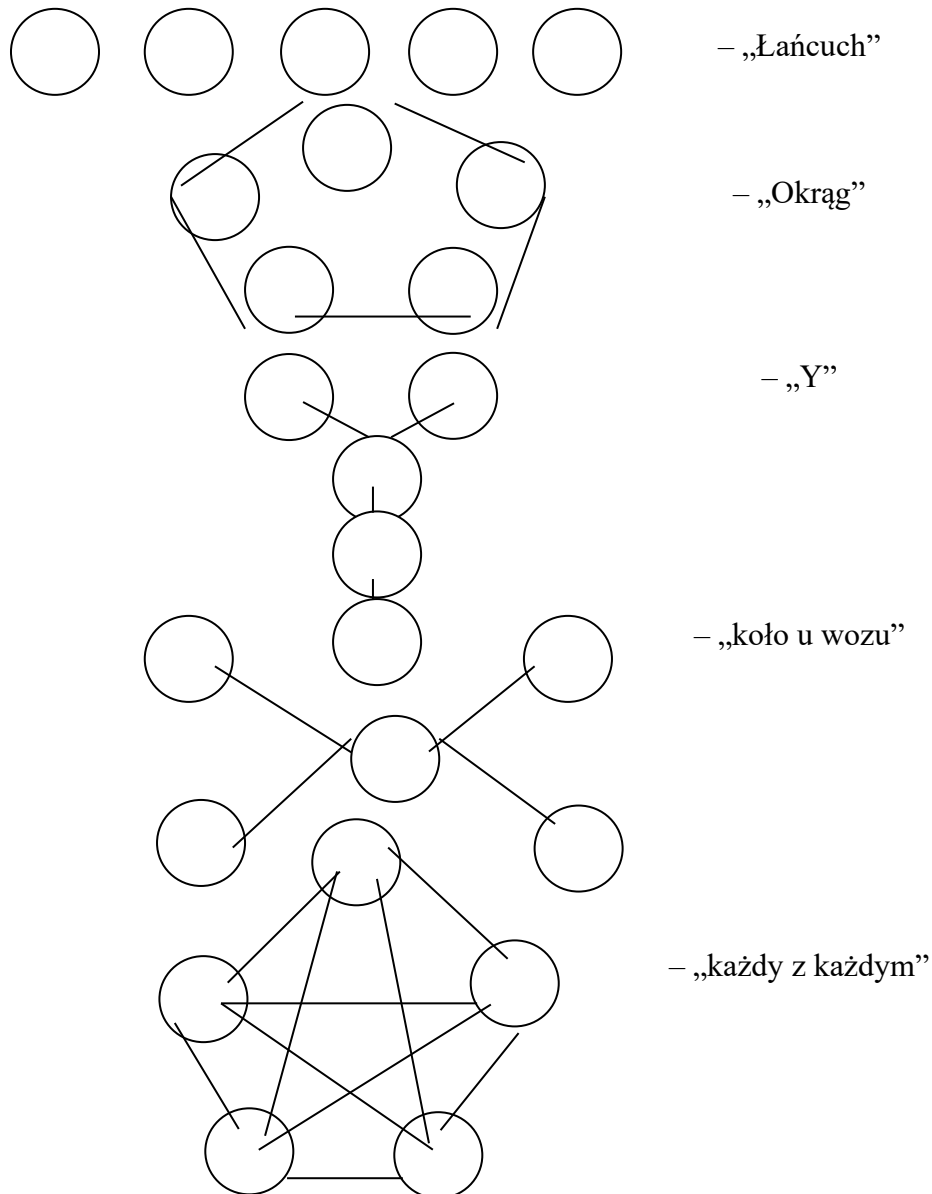 – „Łańcuch”
– „Okrąg”
– „Y”
– „koło u wozu”
– „każdy z każdym”